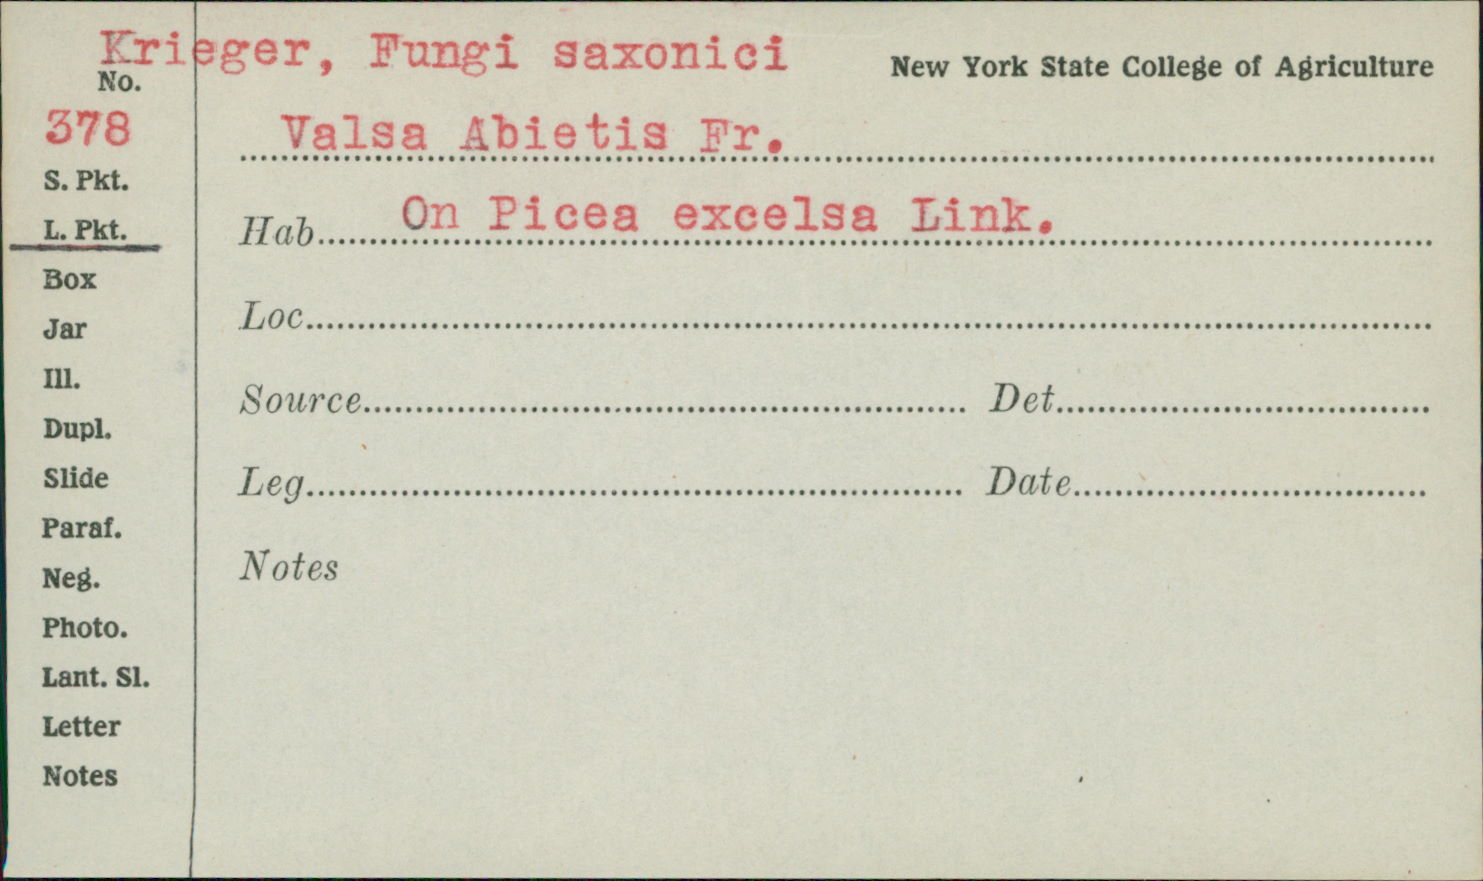 Krieger, Fungi saxonici
New York State College of Agriculture
No.
378
Valsa Abietis Fr.
S. Pkt.
L. Pkt.
Hab. On Picea excelsa Link.
Box
Loc.
Jar
Ill.
Source Det.
Dupl.
Slide
Leg. Date
Paraf.
Notes
Neg.
Photo.
Lant. Sl.
Letter
Notes